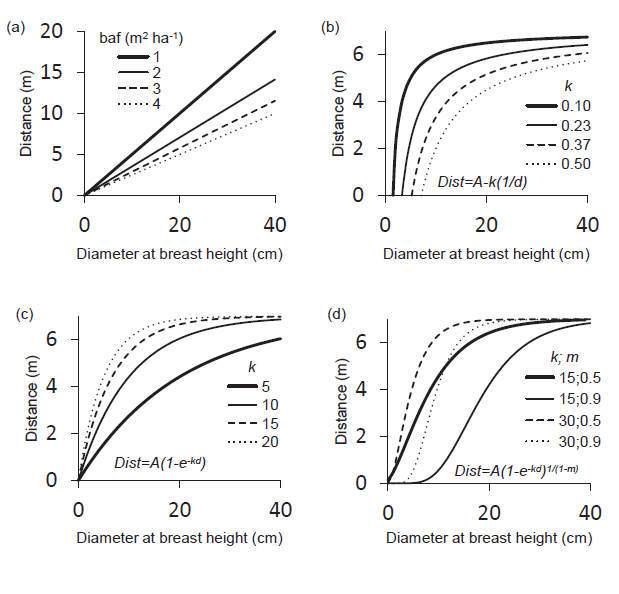 (a)
20
15
10
5
0
Distance (m)
baf (m² ha⁻¹)
1
2
3
4
0 20 40
Diameter at breast height (cm)
(b)
6
4
2
0
Distance (m)
k
0.10
0.23
0.37
0.50
Dist=A-k(1/d)
0 20 40
Diameter at breast height (cm)
(c)
6
4
2
0
Distance (m)
k
5
10
15
20
Dist=A(1-e⁻ᵏᵈ)
0 20 40
Diameter at breast height (cm)
(d)
6
4
2
0
Distance (m)
k; m
15;0.5
15;0.9
30;0.5
30;0.9
Dist=A(1-e⁻ᵏᵈ)¹/⁽¹⁻ᵐ⁾
0 20 40
Diameter at breast height (cm)